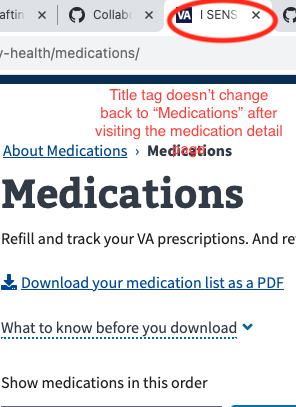 aftin
Collab
VA I SENS
y-health/medications/
Title tag doesn't change
back to "Medications" after
visiting the medication detail
page
About Medications › Medications
Medications
Refill and track your VA prescriptions. And re
Download your medication list as a PDF
What to know before you download
Show medications in this order